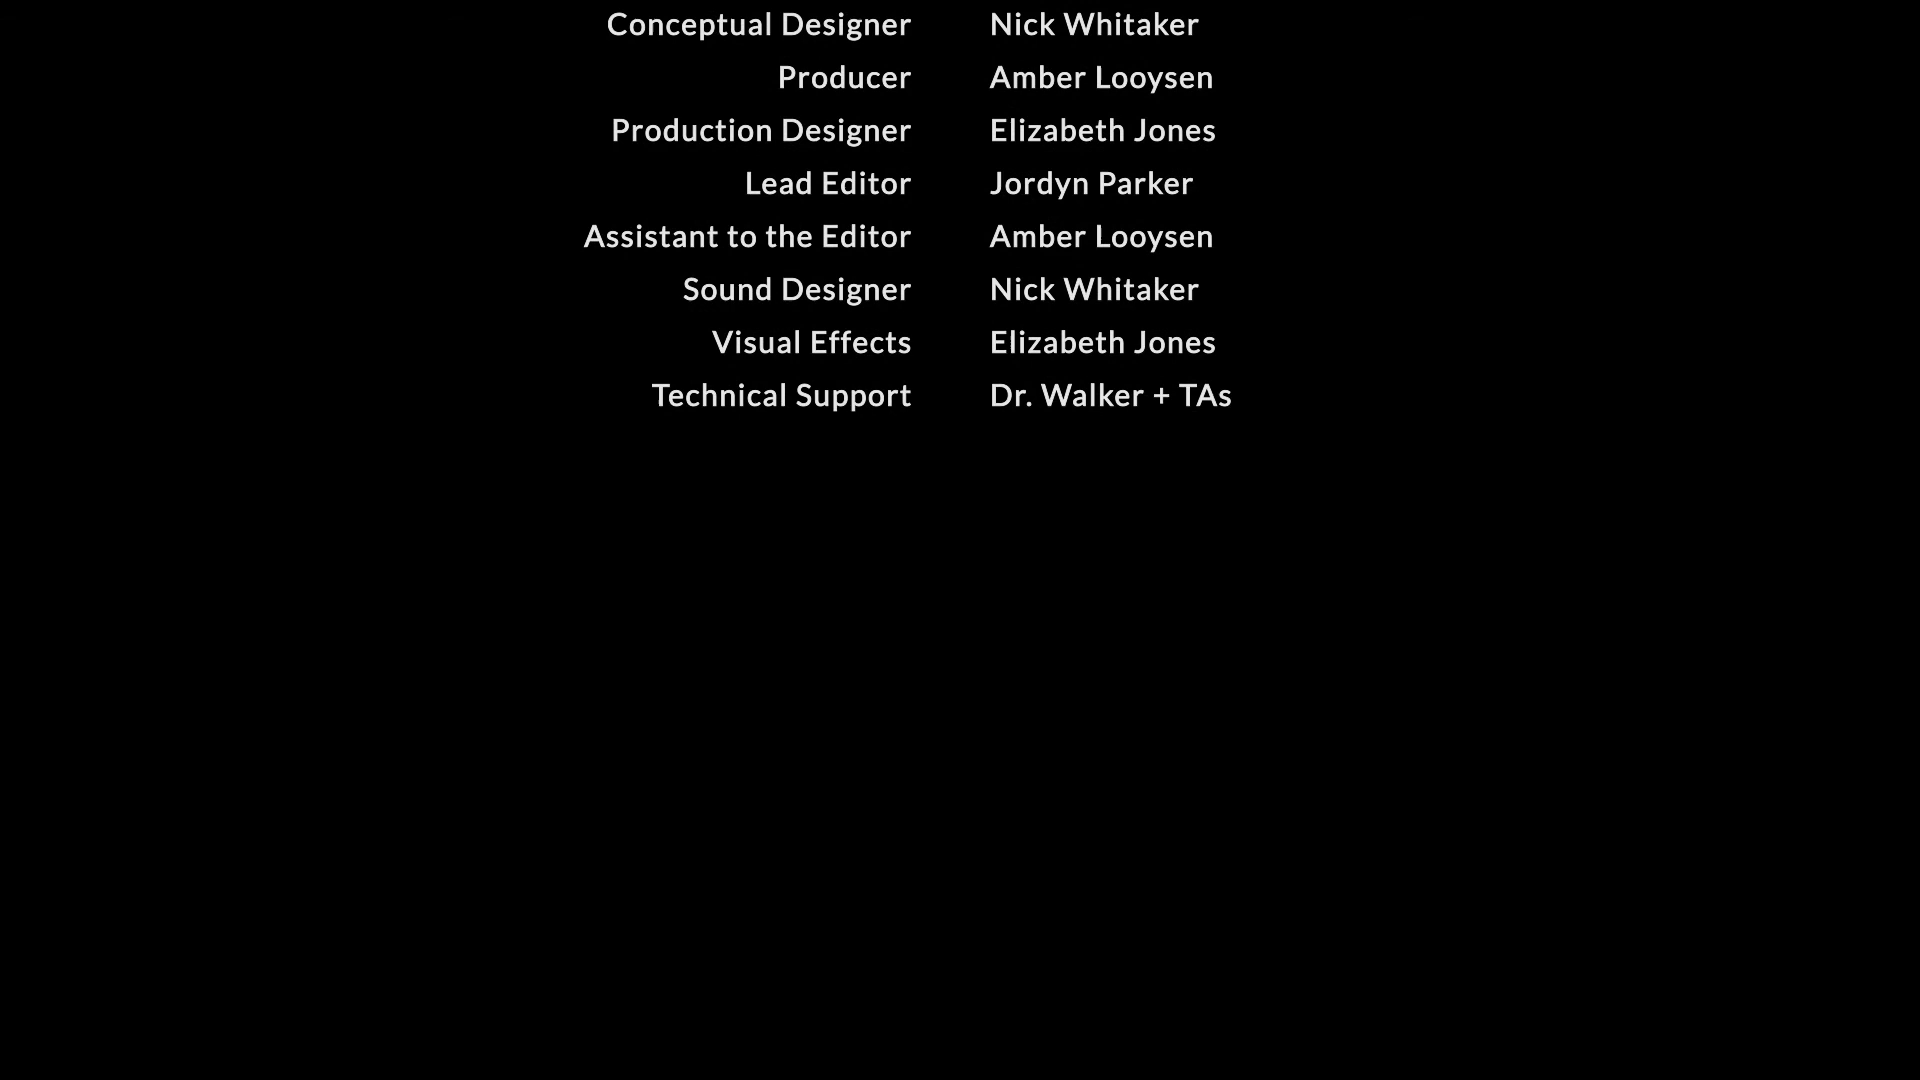 Conceptual Designer Nick Whitaker
Producer Amber Looysen
Production Designer Elizabeth Jones
Lead Editor Jordyn Parker
Assistant to the Editor Amber Looysen
Sound Designer Nick Whitaker
Visual Effects Elizabeth Jones
Technical Support Dr. Walker + TAs